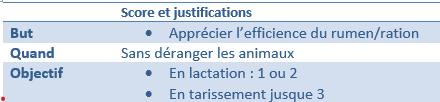 Score et justifications
But • Apprécier l'efficience du rumen/ration
Quand Sans déranger les animaux
Objectif • En lactation : 1 ou 2
• En tarissement jusque 3